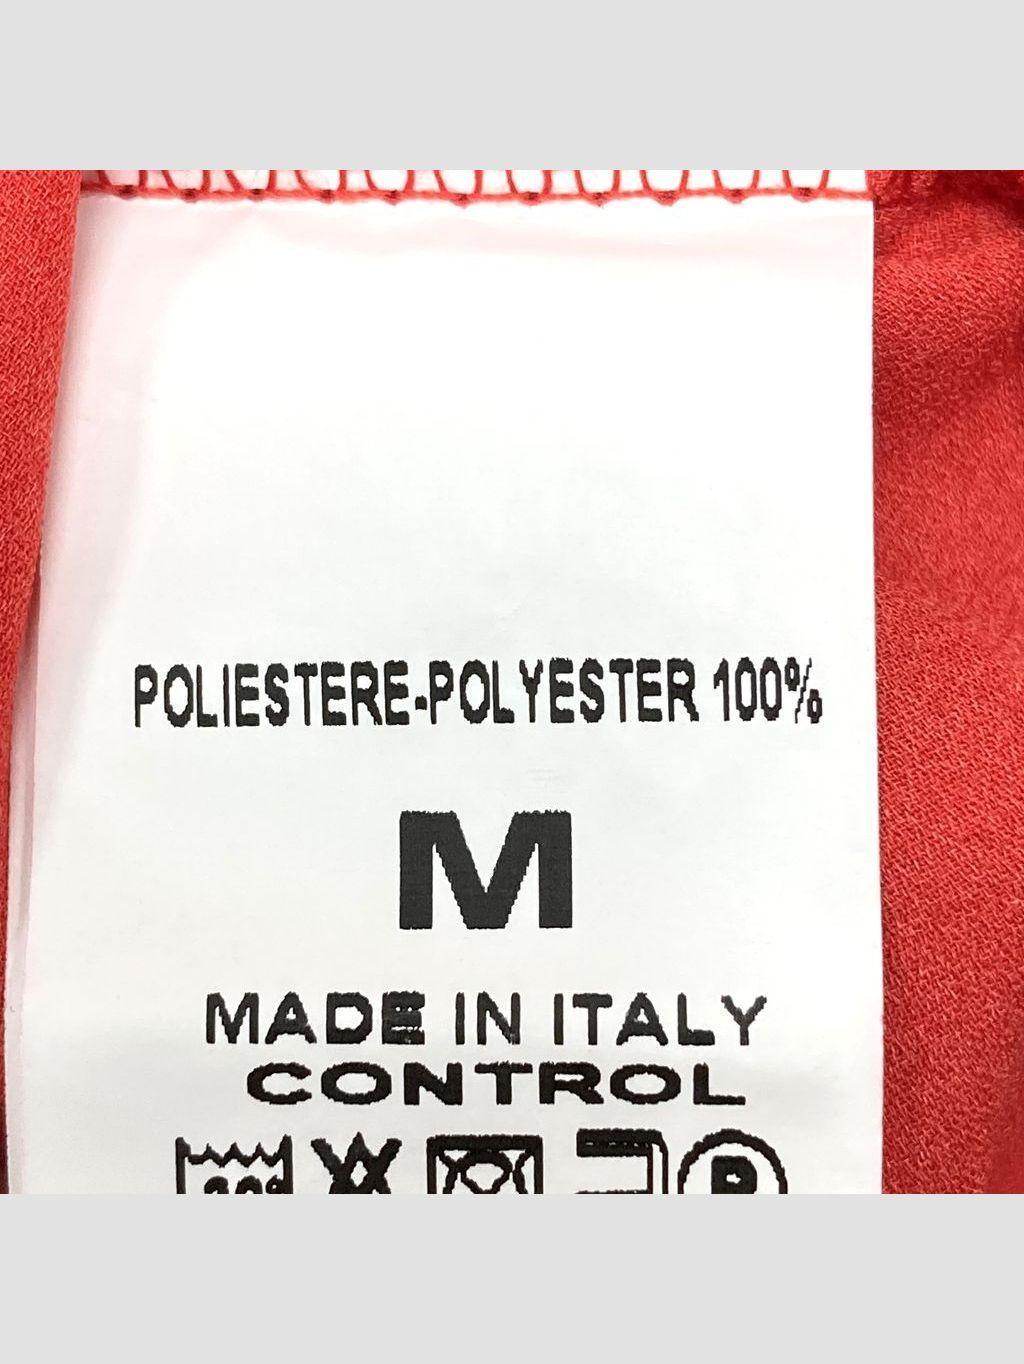 POLIESTERE-POLYESTER 100%
M
MADE IN ITALY
CONTROL
P